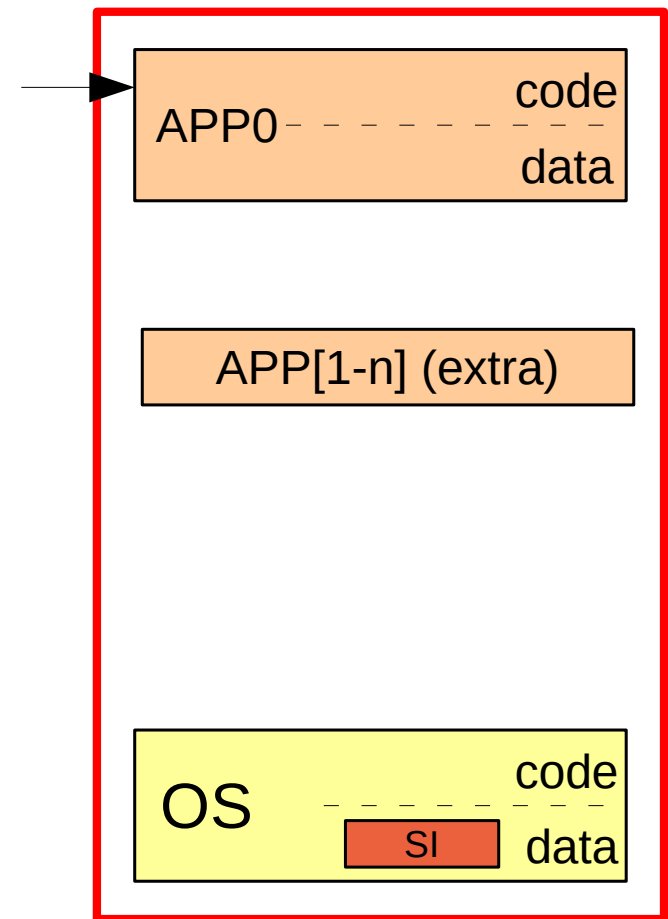 code
APP0
data
APP[1-n] (extra)
code
OS
SI
data